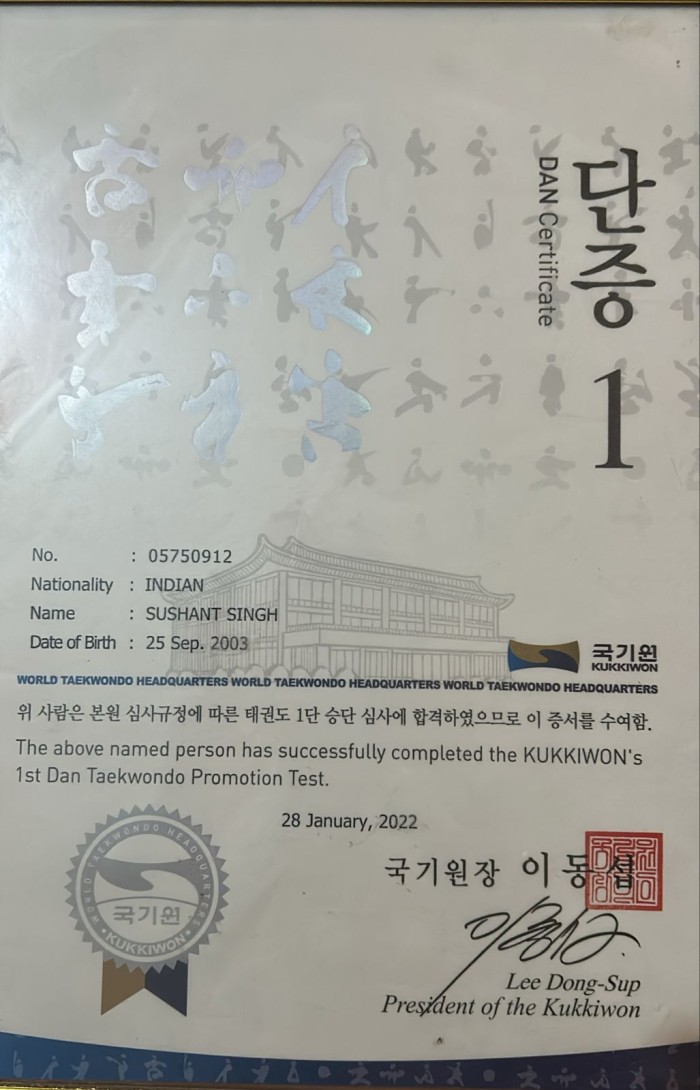 단증
DAN Certificate
1
No. : 05750912
Nationality : INDIAN
Name : SUSHANT SINGH
Date of Birth : 25 Sep. 2003
국기원
KUKKIWON
WORLD TAEKWONDO HEADQUARTERS WORLD TAEKWONDO HEADQUARTERS WORLD TAEKWONDO HEADQUARTERS
위 사람은 본원 심사규정에 따른 태권도 1단 승단 심사에 합격하였으므로 이 증서를 수여함.
The above named person has successfully completed the KUKKIWON's
1st Dan Taekwondo Promotion Test.
28 January, 2022
국기원장 이동섭
Lee Dong-Sup
President of the Kukkiwon
WORLD TAEKWONDO HEADQUARTERS
국기원
KUKKIWON